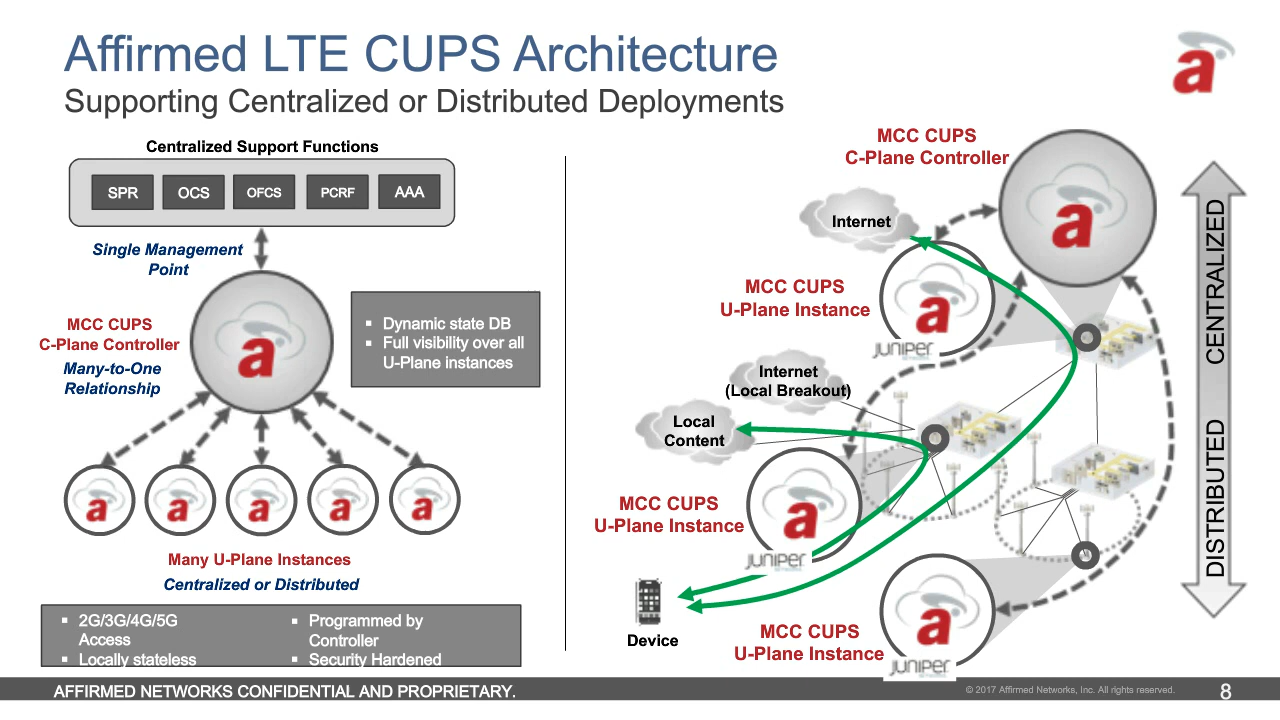 Affirmed LTE CUPS Architecture
Supporting Centralized or Distributed Deployments
Centralized Support Functions
SPR
OCS
OFCS
PCRF
AAA
Single Management
Point
MCC CUPS
C-Plane Controller
Many-to-One
Relationship
▪ Dynamic state DB
▪ Full visibility over all
U-Plane instances
a
a
a
a
a
a
Many U-Plane Instances
Centralized or Distributed
▪ 2G/3G/4G/5G
Access
▪ Locally stateless
▪ Programmed by
Controller
▪ Security Hardened
a
MCC CUPS
C-Plane Controller
a
Internet
MCC CUPS
U-Plane Instance
a
JUNIPER
NETWORKS
Internet
(Local Breakout)
Local
Content
MCC CUPS
U-Plane Instance
a
JUNIPER
NETWORKS
Device
MCC CUPS
U-Plane Instance
a
JUNIPER
NETWORKS
CENTRALIZED
DISTRIBUTED
AFFIRMED NETWORKS CONFIDENTIAL AND PROPRIETARY.
© 2017 Affirmed Networks, Inc. All rights reserved.
8